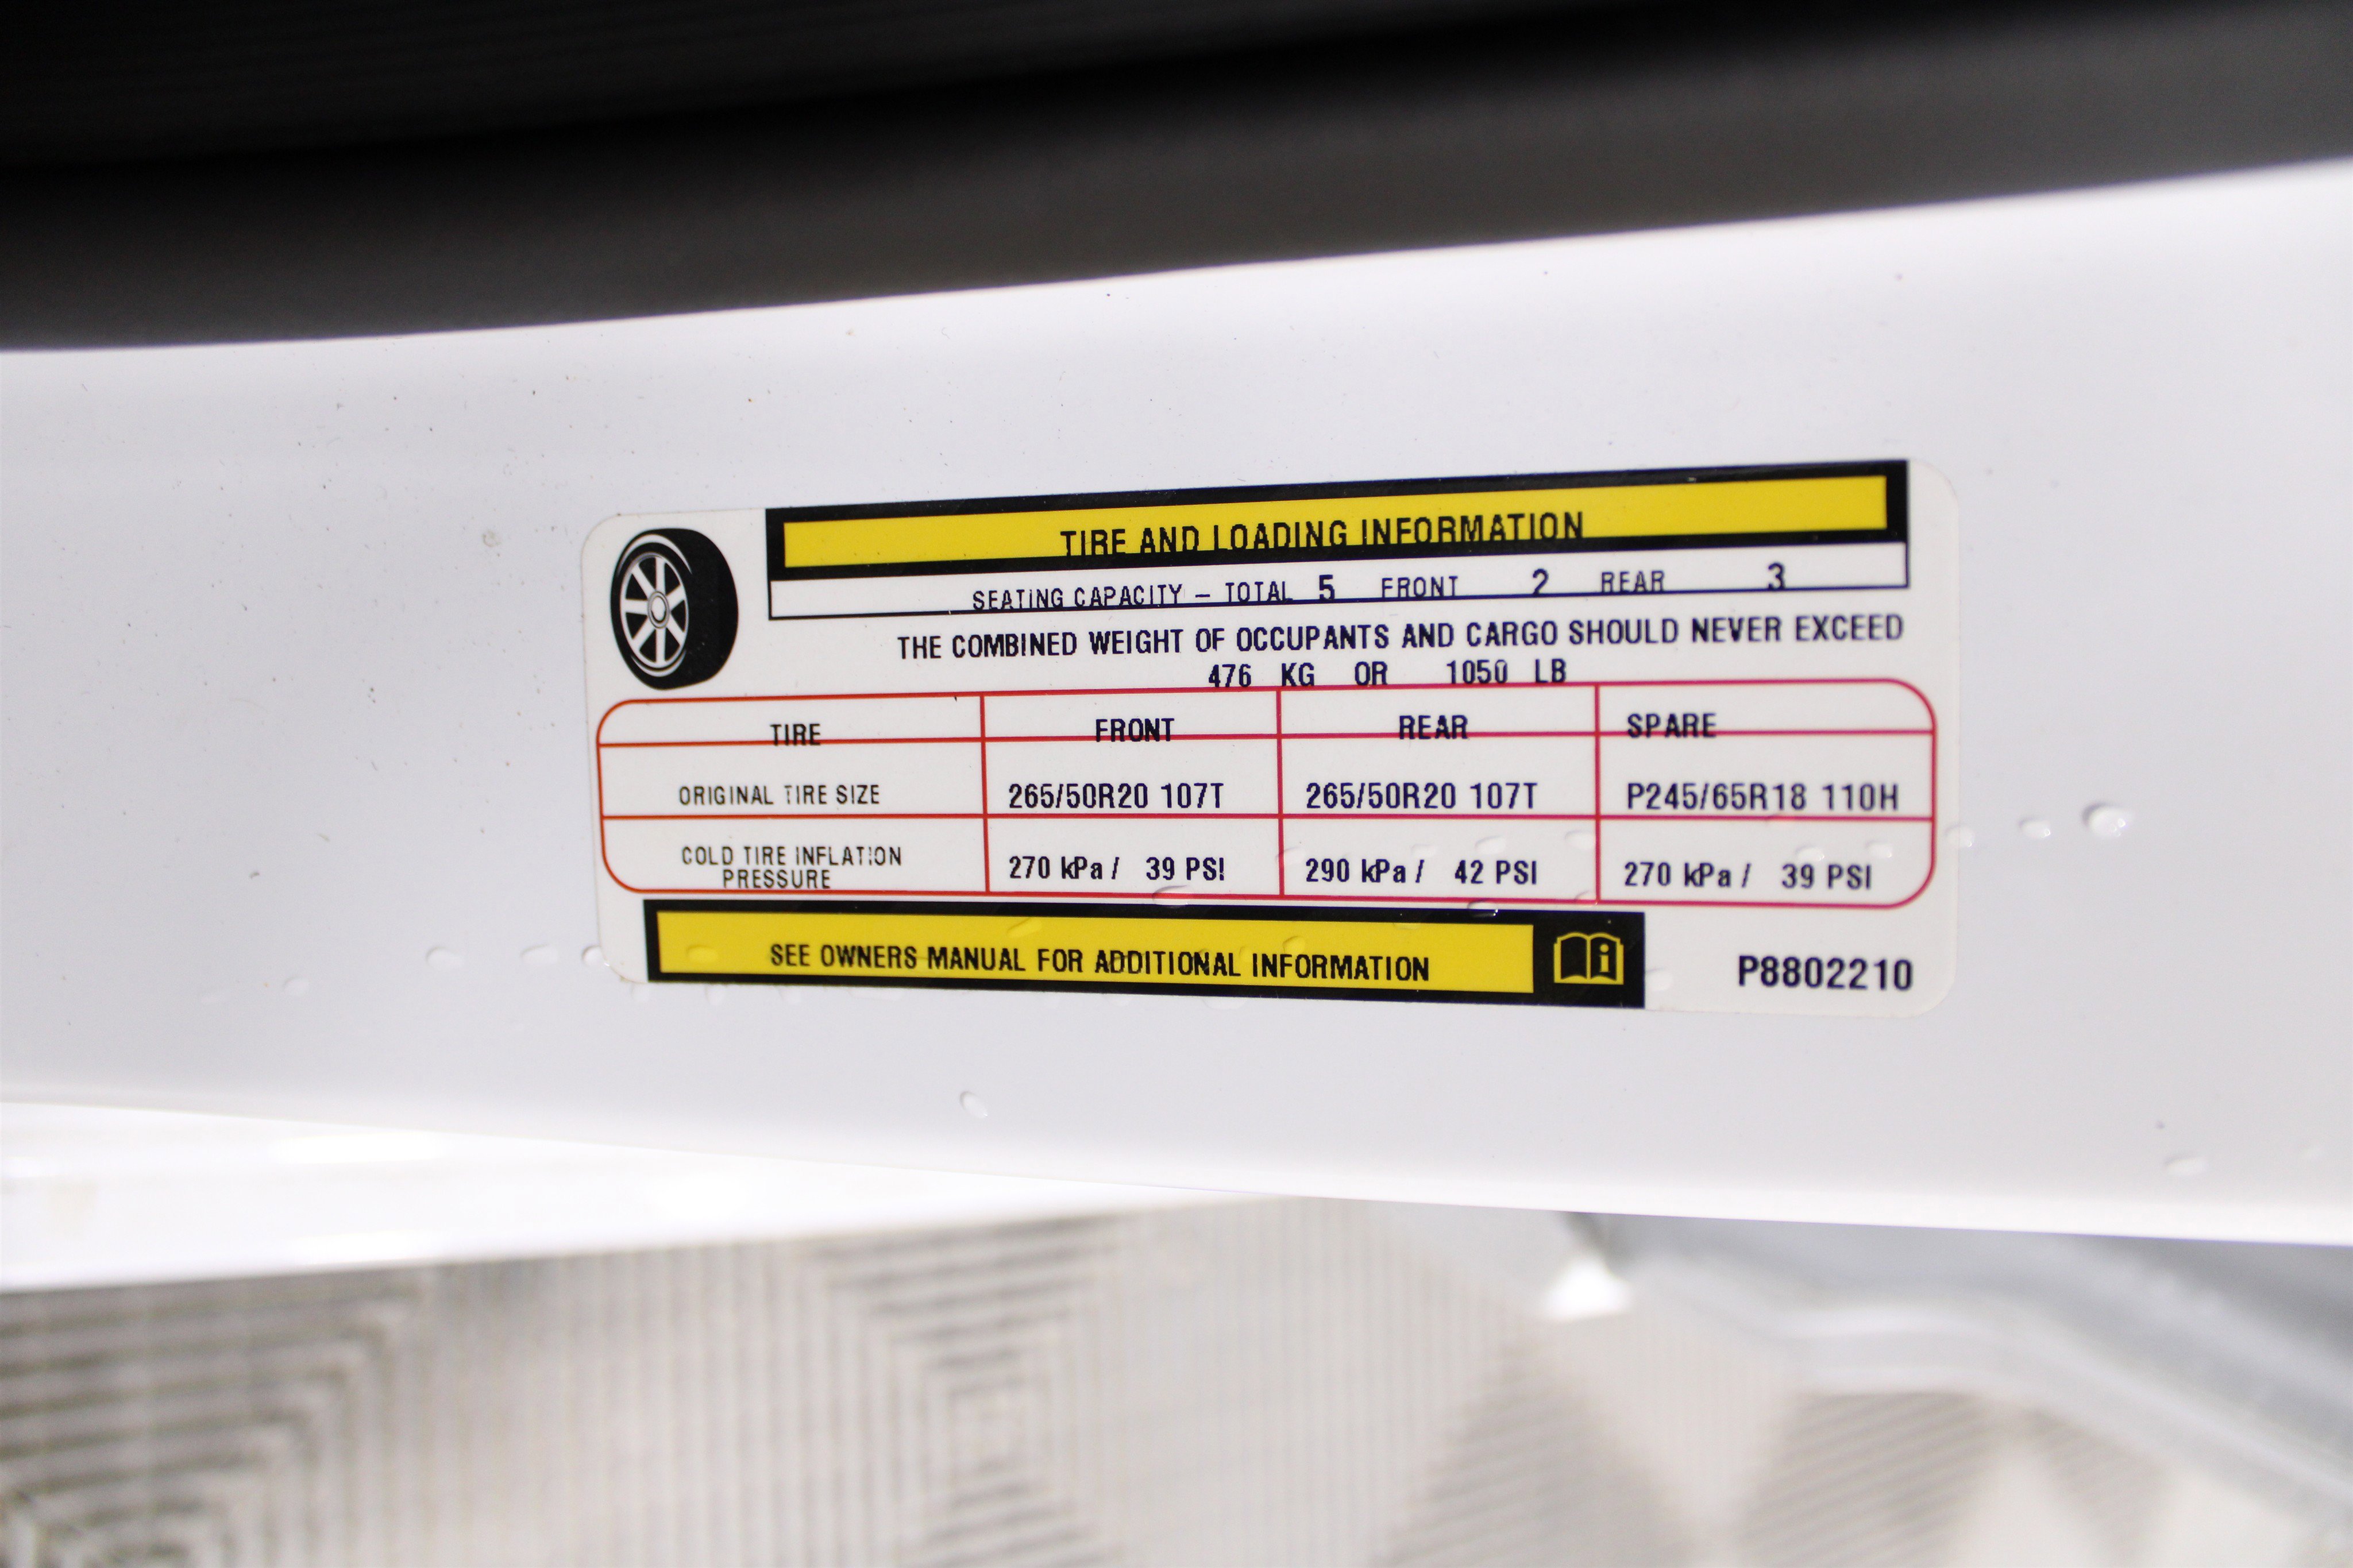 TIRE AND LOADING INFORMATION
SEATING CAPACITY – TOTAL 5 FRONT 2 REAR 3
THE COMBINED WEIGHT OF OCCUPANTS AND CARGO SHOULD NEVER EXCEED
476 KG OR 1050 LB
TIRE FRONT REAR SPARE
ORIGINAL TIRE SIZE 265/50R20 107T 265/50R20 107T P245/65R18 110H
COLD TIRE INFLATION
PRESSURE 270 kPa / 39 PSI 290 kPa / 42 PSI 270 kPa / 39 PSI
SEE OWNERS MANUAL FOR ADDITIONAL INFORMATION
P8802210